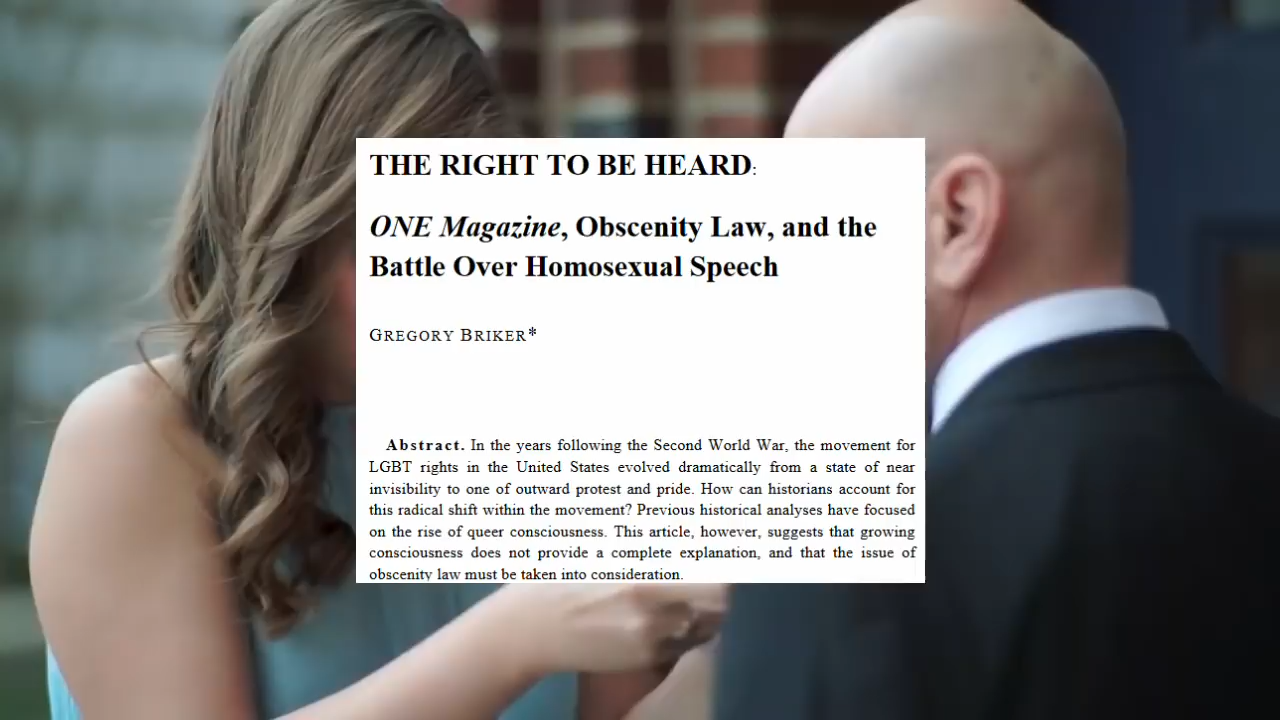 THE RIGHT TO BE HEARD:
ONE Magazine, Obscenity Law, and the
Battle Over Homosexual Speech
GREGORY BRIKER*
Abstract. In the years following the Second World War, the movement for
LGBT rights in the United States evolved dramatically from a state of near
invisibility to one of outward protest and pride. How can historians account for
this radical shift within the movement? Previous historical analyses have focused
on the rise of queer consciousness. This article, however, suggests that growing
consciousness does not provide a complete explanation, and that the issue of
obscenity law must be taken into consideration.